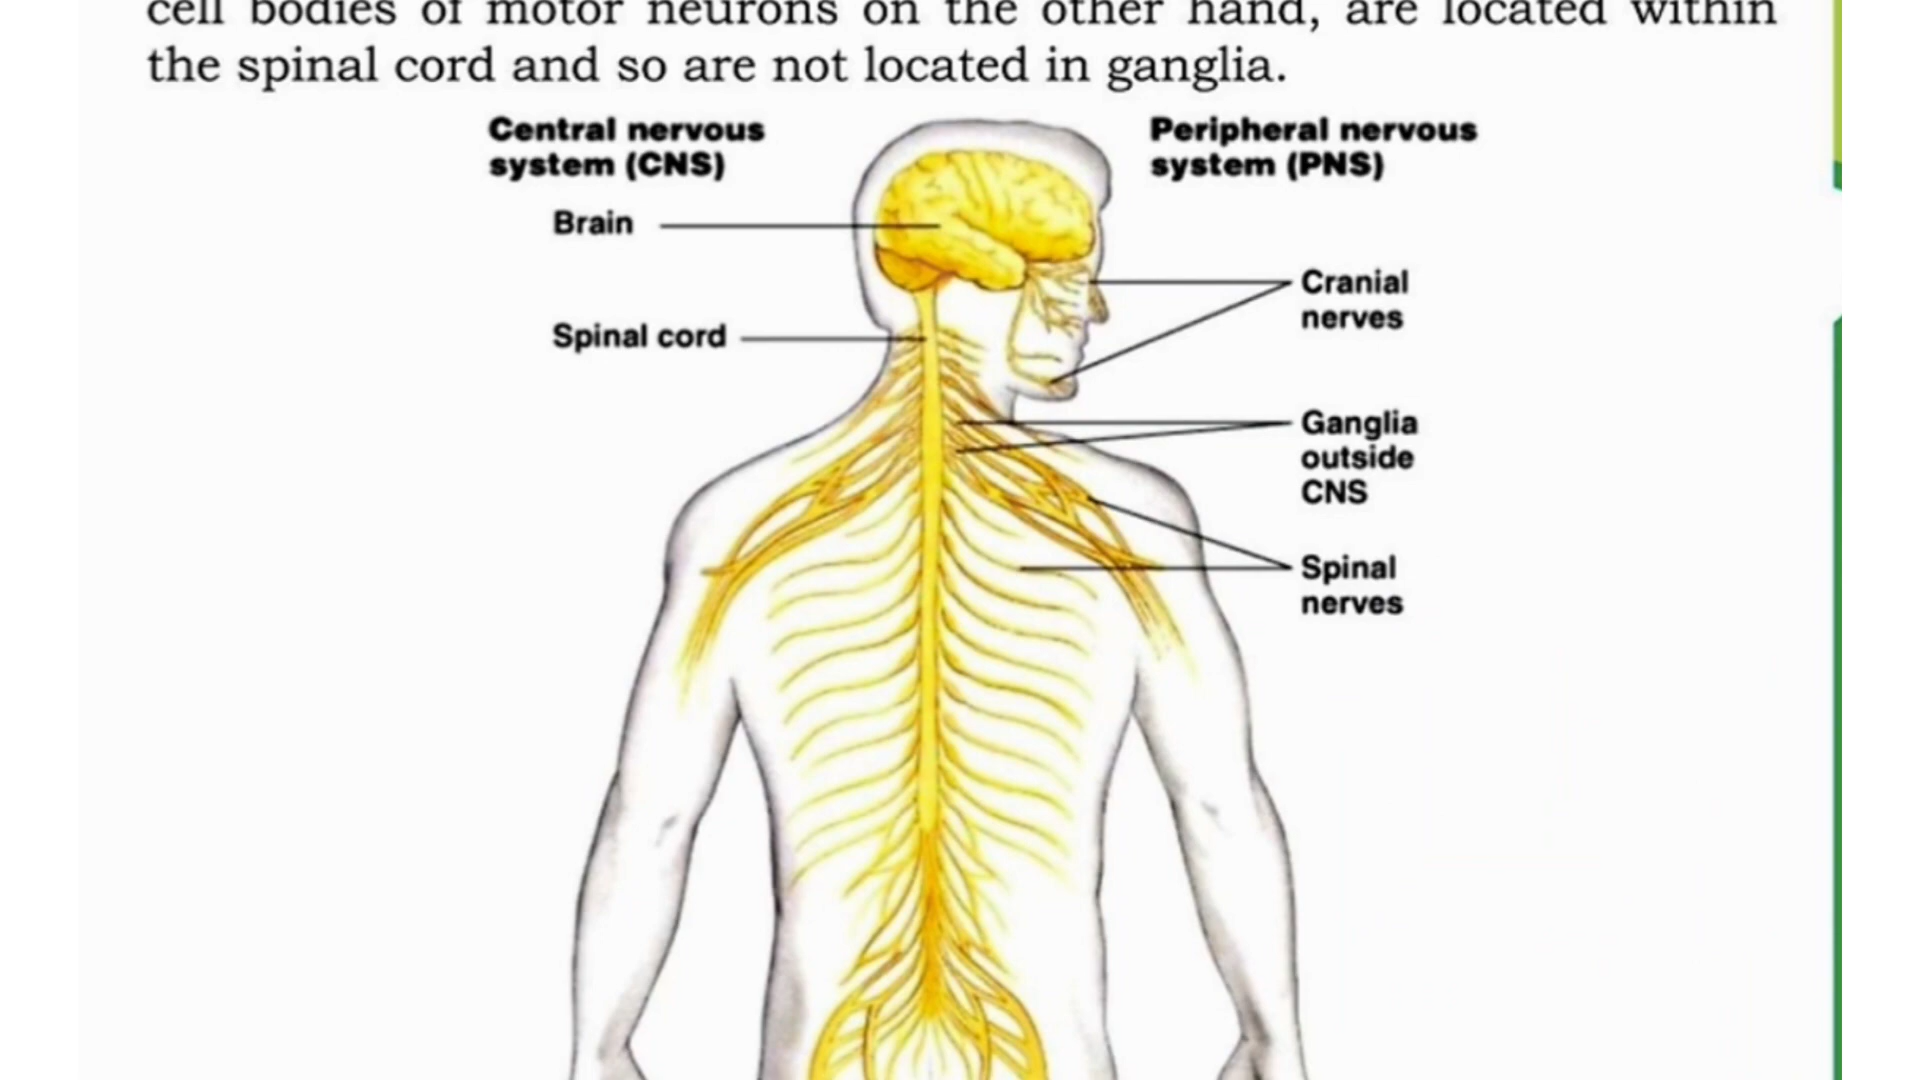 cell bodies of motor neurons on the other hand, are located within
the spinal cord and so are not located in ganglia.
Central nervous
system (CNS)
Brain
Spinal cord
Peripheral nervous
system (PNS)
Cranial
nerves
Ganglia
outside
CNS
Spinal
nerves